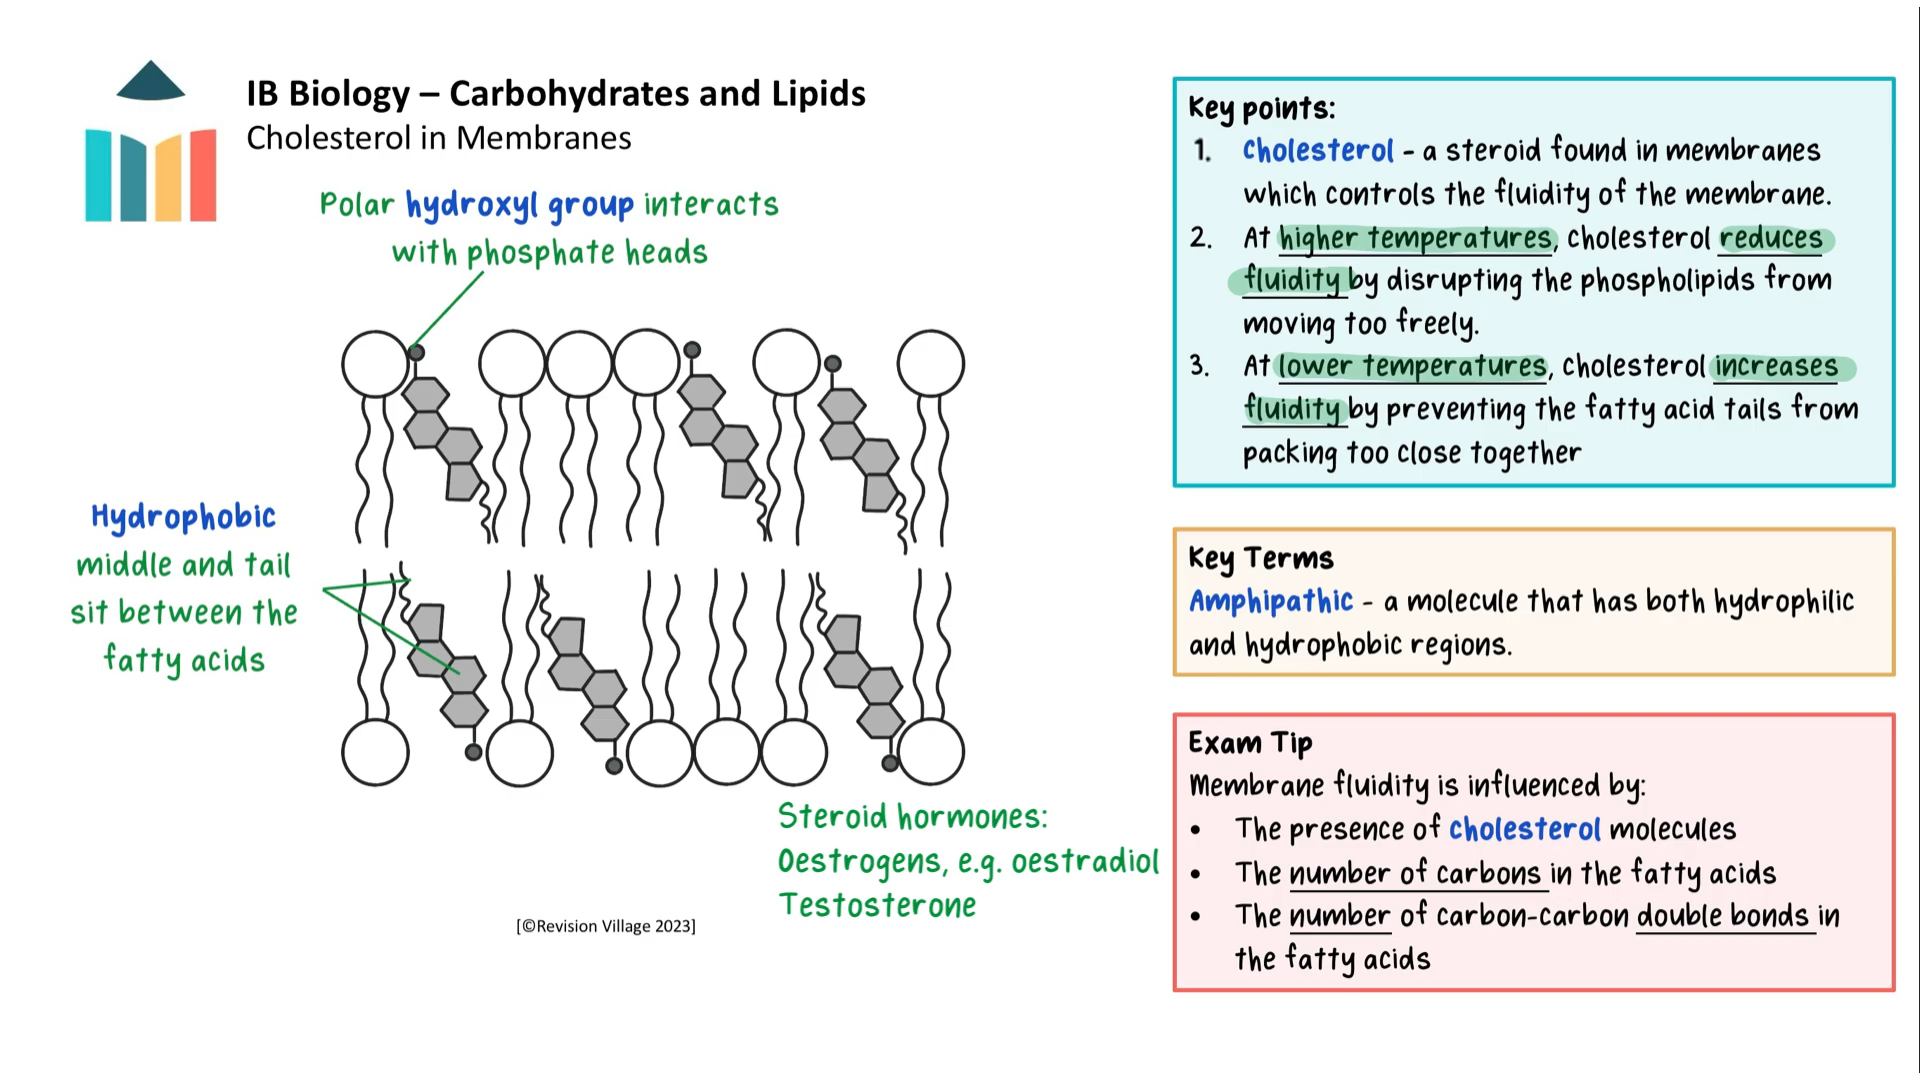 IB Biology – Carbohydrates and Lipids
Cholesterol in Membranes
Polar hydroxyl group interacts
with phosphate heads
Hydrophobic
middle and tail
sit between the
fatty acids
Steroid hormones:
Oestrogens, e.g. oestradiol
Testosterone
[©Revision Village 2023]
Key points:
1. Cholesterol - a steroid found in membranes
which controls the fluidity of the membrane.
2. At higher temperatures, cholesterol reduces
fluidity by disrupting the phospholipids from
moving too freely.
3. At lower temperatures, cholesterol increases
fluidity by preventing the fatty acid tails from
packing too close together
Key Terms
Amphipathic - a molecule that has both hydrophilic
and hydrophobic regions.
Exam Tip
Membrane fluidity is influenced by:
• The presence of cholesterol molecules
• The number of carbons in the fatty acids
• The number of carbon-carbon double bonds in
the fatty acids